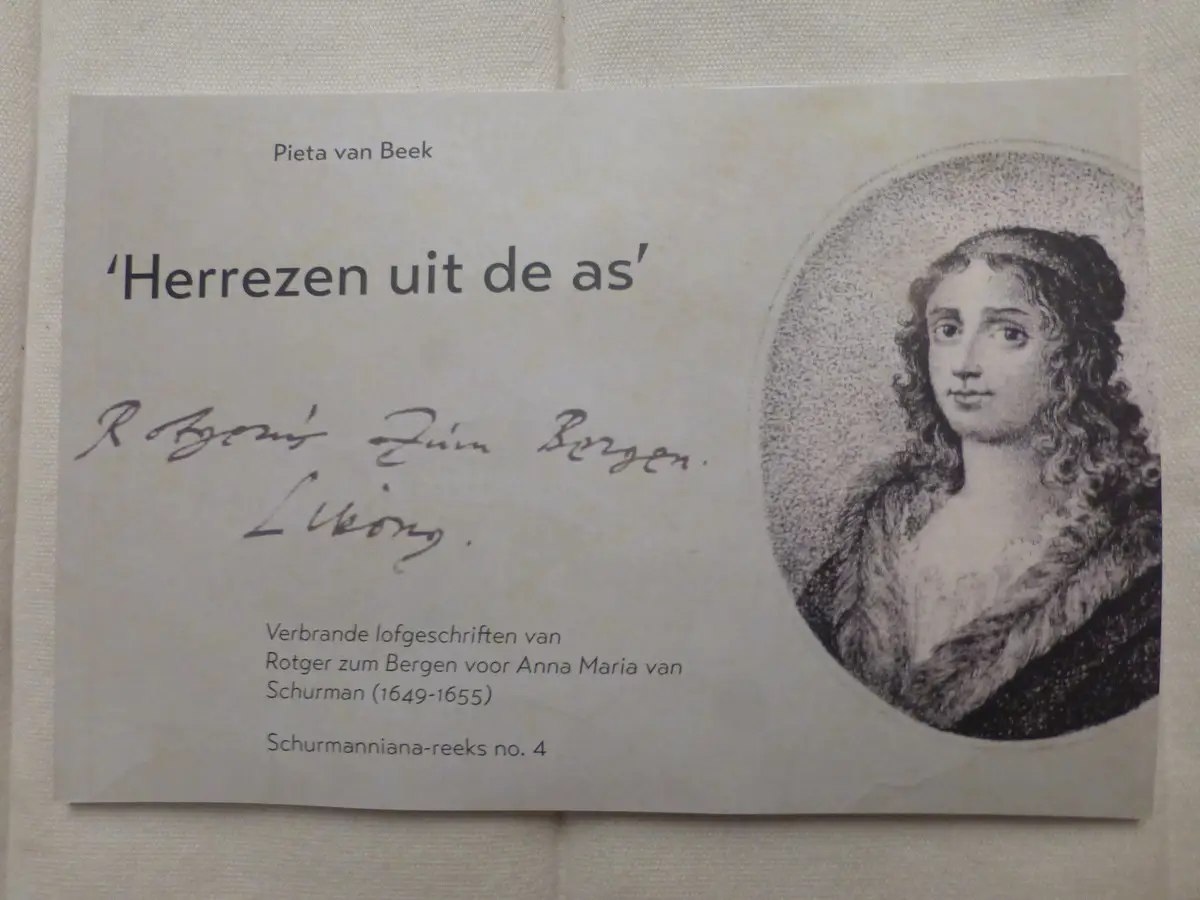 Pieta van Beek
‘Herrezen uit de as’
Rotgerus Zum Bergen.
Verbrande lofgeschriften van
Rotger zum Bergen voor Anna Maria van
Schurman (1649-1655)
Schurmanniana-reeks no. 4